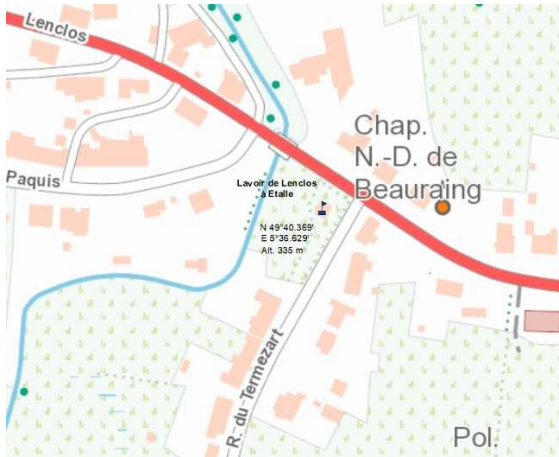 Lenclos
Chap.
N.-D. de
Beauraing
Paquis
Lavoir de Lenclos
à Etalle
N 49°40.369'
E 5°36.629'
Alt. 335 m
R. du Termezart
Pol.